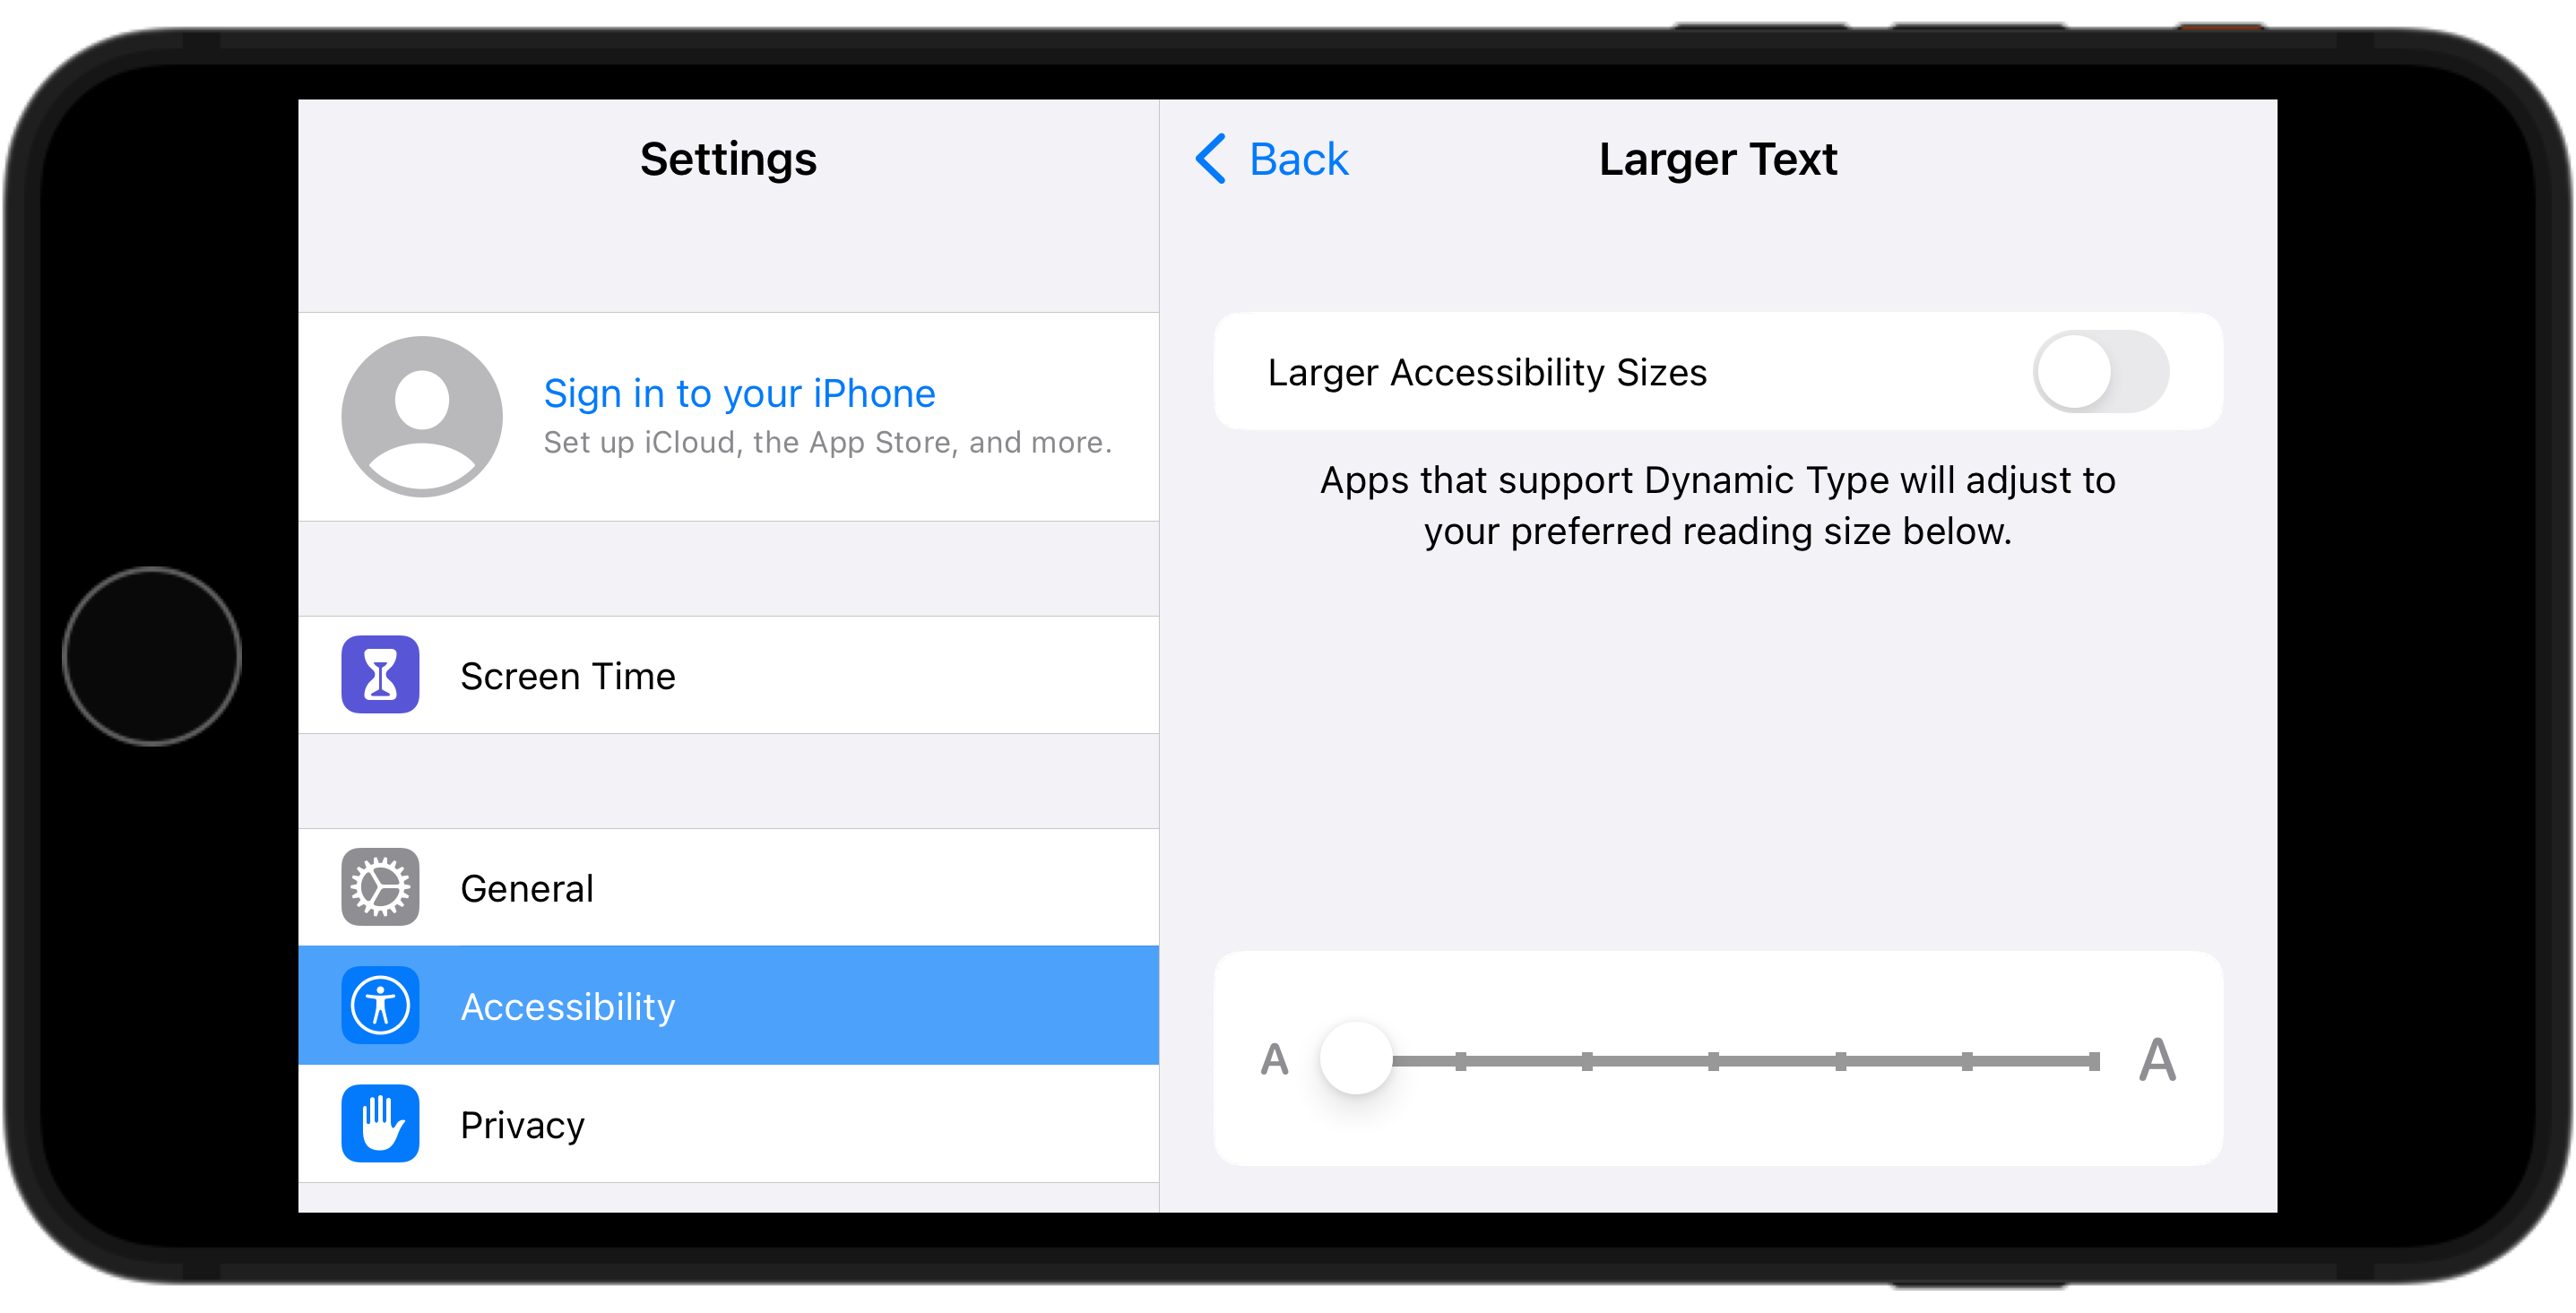 Settings
Sign in to your iPhone
Set up iCloud, the App Store, and more.
Screen Time
General
Accessibility
Privacy
Back
Larger Text
Larger Accessibility Sizes
Apps that support Dynamic Type will adjust to
your preferred reading size below.
A A